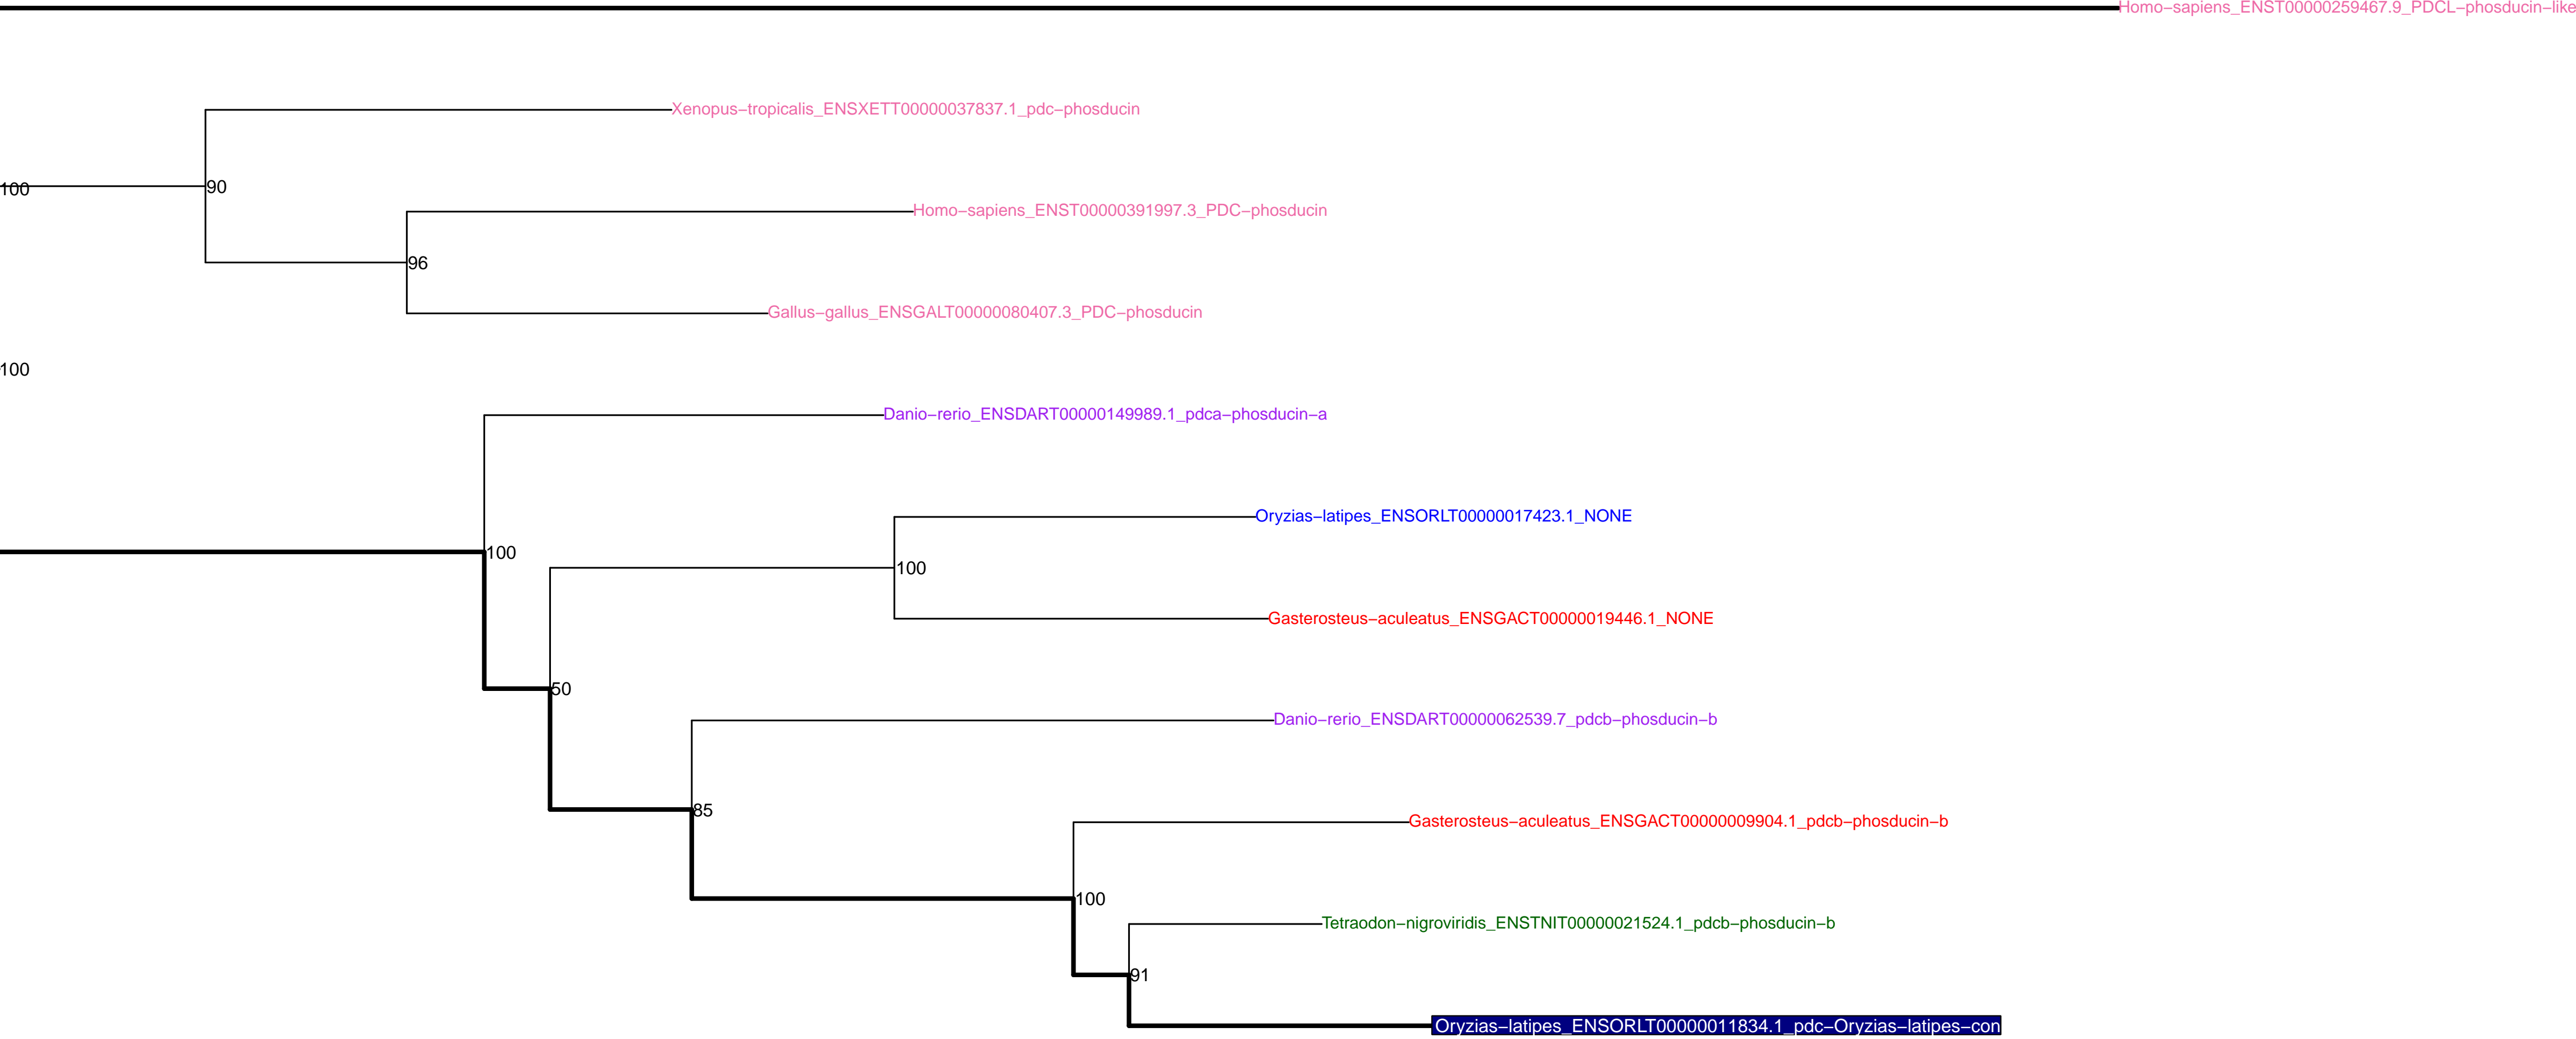 Homo−sapiens_ENST00000259467.9_PDCL−phosducin−like
Xenopus−tropicalis_ENSXETT00000037837.1_pdc−phosducin
100
90
Homo−sapiens_ENST00000391997.3_PDC−phosducin
96
Gallus−gallus_ENSGALT00000080407.3_PDC−phosducin
100
Danio−rerio_ENSDART00000149989.1_pdca−phosducin−a
Oryzias−latipes_ENSORLT00000017423.1_NONE
100
100
Gasterosteus−aculeatus_ENSGACT00000019446.1_NONE
50
Danio−rerio_ENSDART00000062539.7_pdcb−phosducin−b
85
Gasterosteus−aculeatus_ENSGACT00000009904.1_pdcb−phosducin−b
100
Tetraodon−nigroviridis_ENSTNIT00000021524.1_pdcb−phosducin−b
91
Oryzias−latipes_ENSORLT00000011834.1_pdc−Oryzias−latipes−con